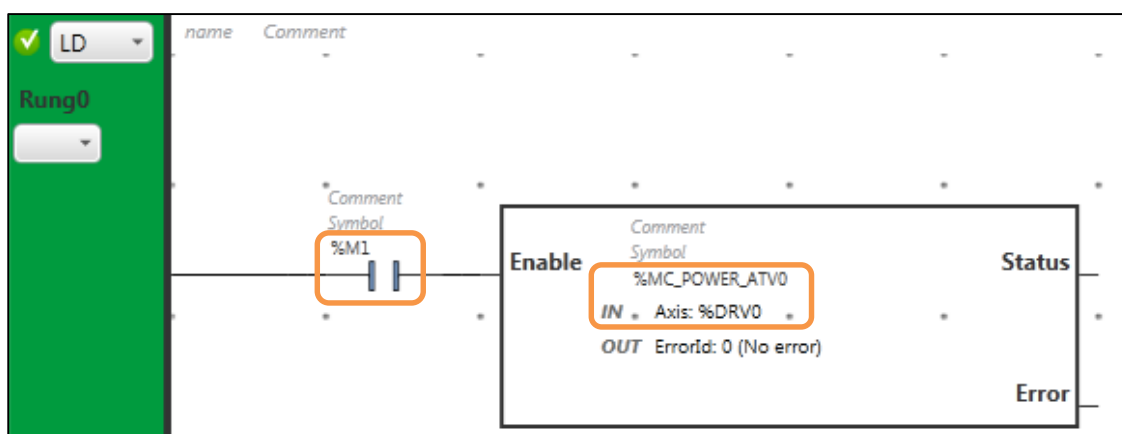 LD
name Comment
Rung0
Comment
Symbol
%M1
Comment
Symbol
Enable
%MC_POWER_ATV0
Status
IN Axis: %DRV0
OUT ErrorId: 0 (No error)
Error